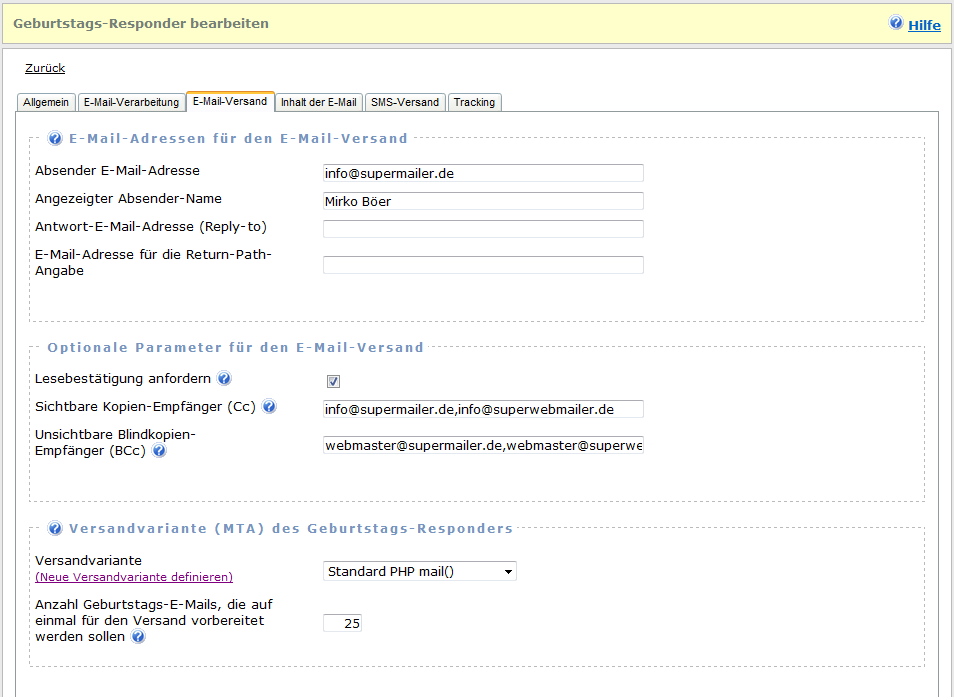 Geburtstags-Responder bearbeiten
Hilfe
Zurück
Allgemein E-Mail-Verarbeitung E-Mail-Versand Inhalt der E-Mail SMS-Versand Tracking
E-Mail-Adressen für den E-Mail-Versand
Absender E-Mail-Adresse info@supermailer.de
Angezeigter Absender-Name Mirko Böer
Antwort-E-Mail-Adresse (Reply-to)
E-Mail-Adresse für die Return-Path-
Angabe
Optionale Parameter für den E-Mail-Versand
Lesebestätigung anfordern
Sichtbare Kopien-Empfänger (Cc) info@supermailer.de,info@superwebmailer.de
Unsichtbare Blindkopien-
Empfänger (BCc) webmaster@supermailer.de,webmaster@superwe
Versandvariante (MTA) des Geburtstags-Responders
Versandvariante
(Neue Versandvariante definieren)
Standard PHP mail()
Anzahl Geburtstags-E-Mails, die auf
einmal für den Versand vorbereitet
werden sollen
25